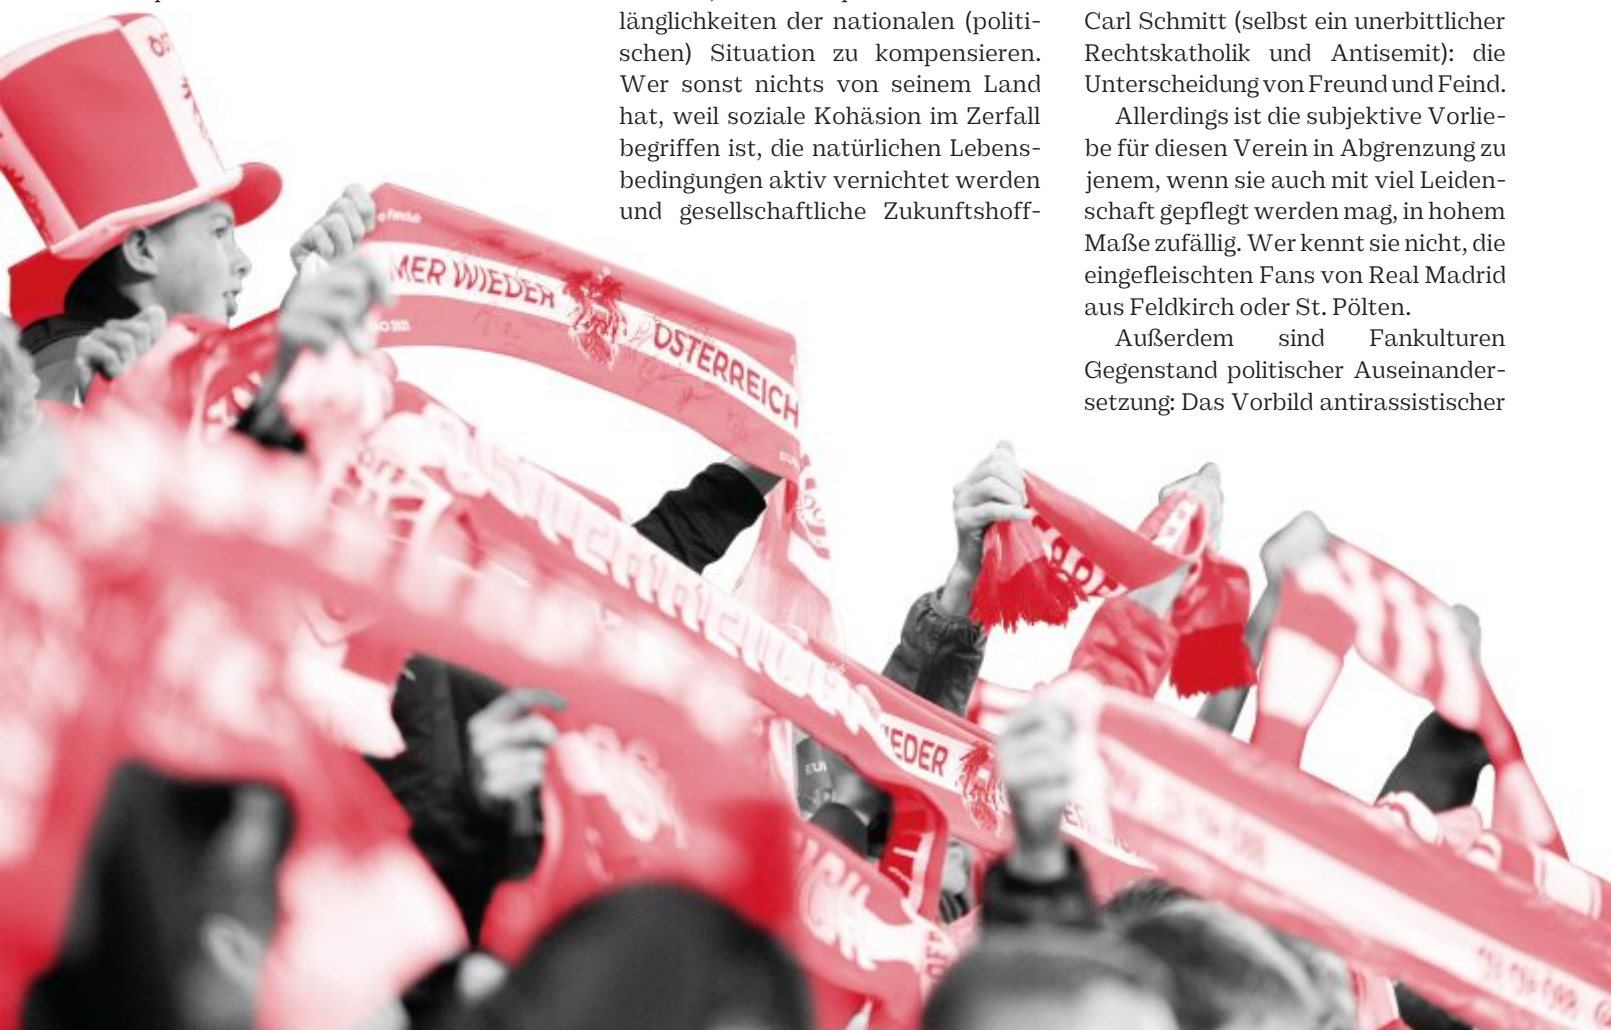 länglichkeiten der nationalen (politi-
schen) Situation zu kompensieren.
Wer sonst nichts von seinem Land
hat, weil soziale Kohäsion im Zerfall
begriffen ist, die natürlichen Lebens-
bedingungen aktiv vernichtet werden
und gesellschaftliche Zukunftshoff-
Carl Schmitt (selbst ein unerbittlicher
Rechtskatholik und Antisemit): die
Unterscheidung von Freund und Feind.
Allerdings ist die subjektive Vorlie-
be für diesen Verein in Abgrenzung zu
jenem, wenn sie auch mit viel Leiden-
schaft gepflegt werden mag, in hohem
Maße zufällig. Wer kennt sie nicht, die
eingefleischten Fans von Real Madrid
aus Feldkirch oder St. Pölten.
Außerdem sind Fankulturen
Gegenstand politischer Auseinander-
setzung: Das Vorbild antirassistischer
MER WIEDER ÖSTERREICH
ÖSTERREICH
IEDER